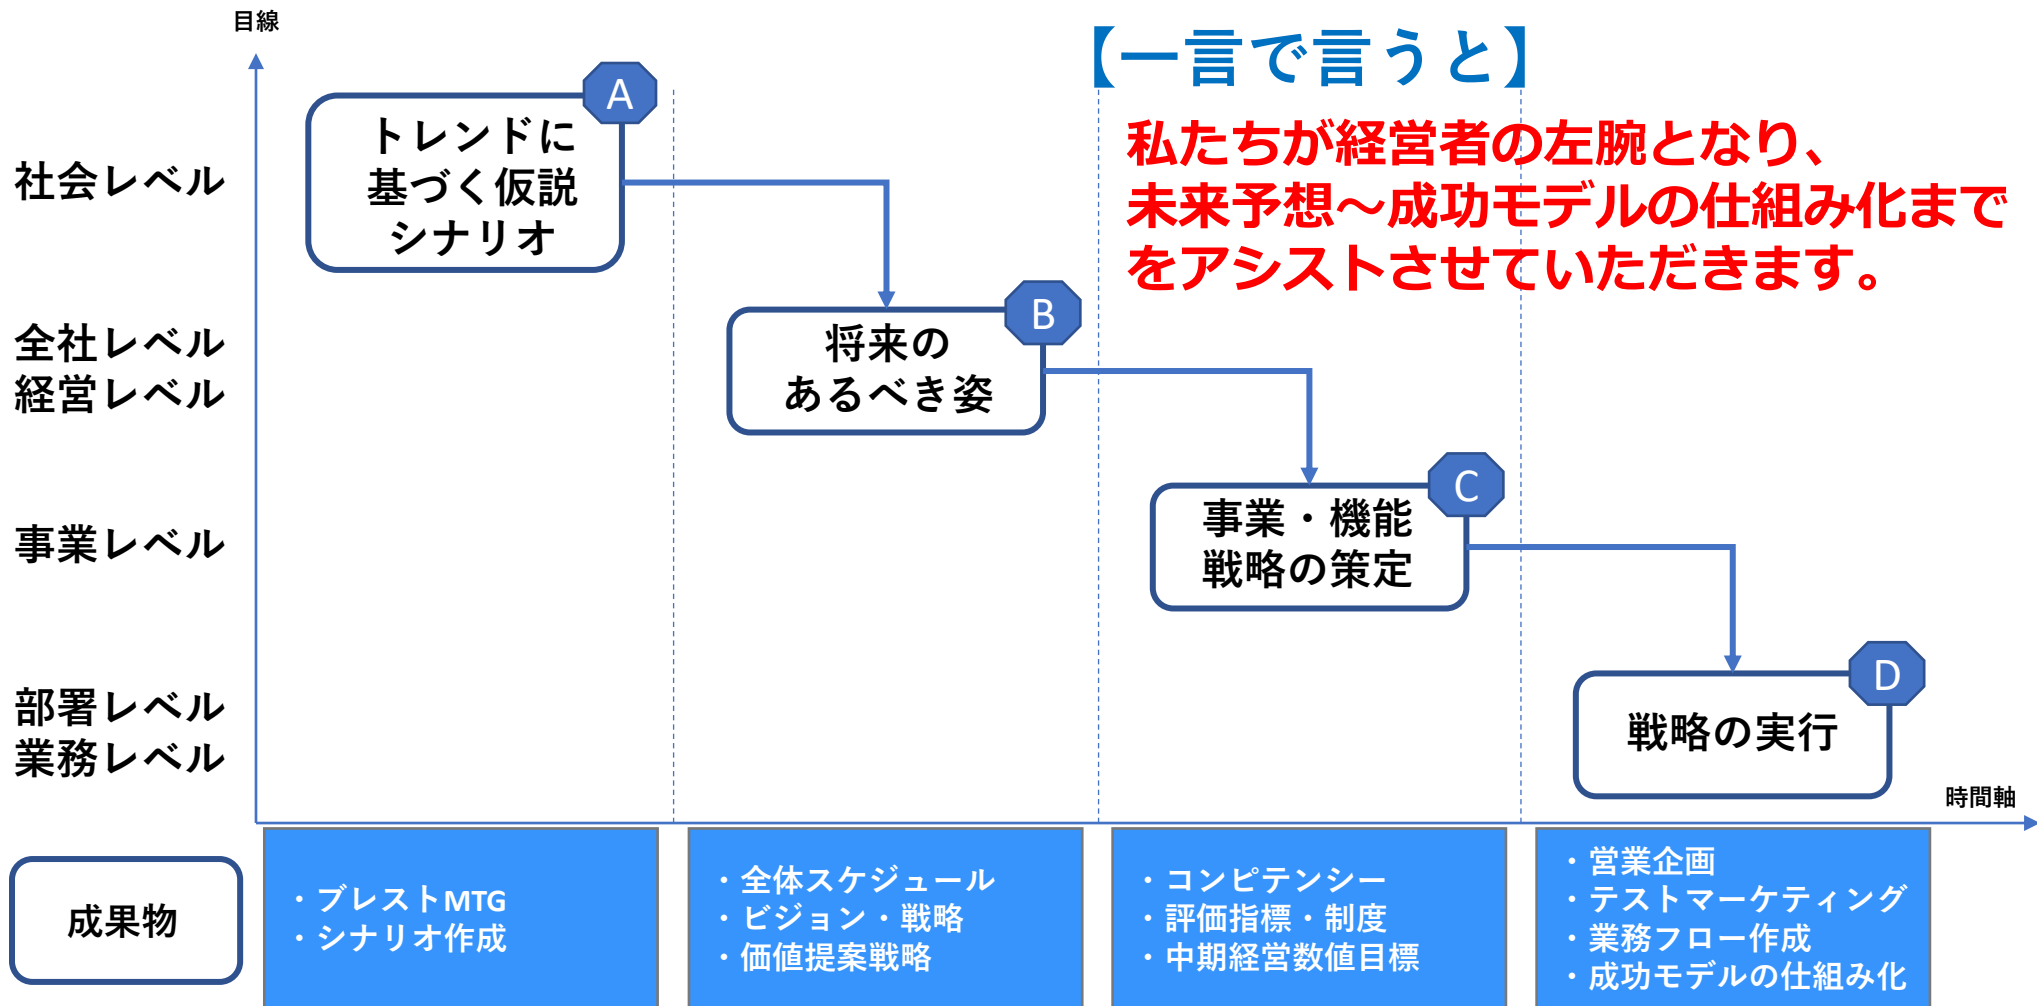 目線
【一言で言うと】
私たちが経営者の左腕となり、
未来予想～成功モデルの仕組み化まで
をアシストさせていただきます。
社会レベル
A
トレンドに
基づく仮説
シナリオ
全社レベル
経営レベル
B
将来の
あるべき姿
事業レベル
C
事業・機能
戦略の策定
部署レベル
業務レベル
D
戦略の実行
時間軸
成果物
・ブレストMTG
・シナリオ作成
・全体スケジュール
・ビジョン・戦略
・価値提案戦略
・コンピテンシー
・評価指標・制度
・中期経営数値目標
・営業企画
・テストマーケティング
・業務フロー作成
・成功モデルの仕組み化